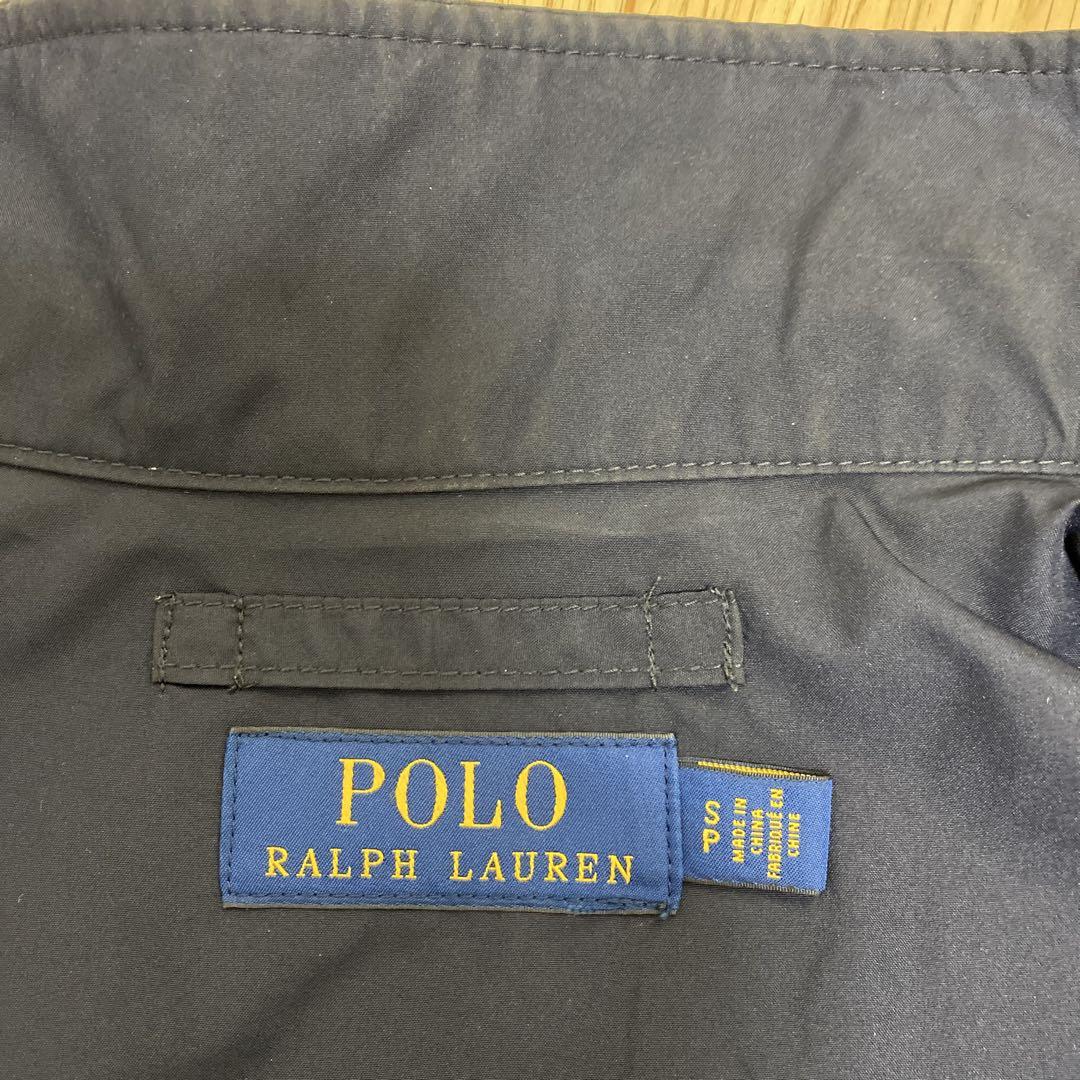 POLO
RALPH LAUREN
S
P
MADE IN
CHINA
FABRIQUÉ EN
CHINE